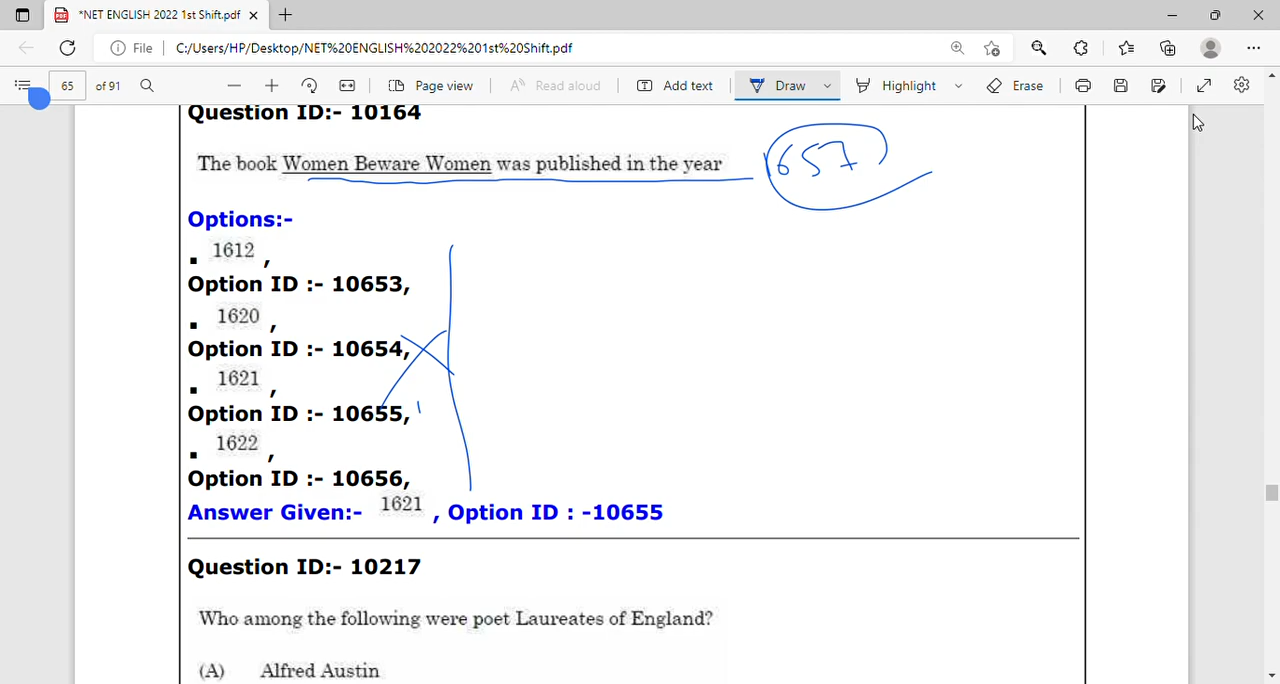 *NET ENGLISH 2022 1st Shift.pdf
File C:/Users/HP/Desktop/NET%20ENGLISH%202022%201st%20Shift.pdf
65 of 91 Page view Read aloud Add text Draw Highlight Erase
Question ID:- 10164
The book Women Beware Women was published in the year 1657
Options:-
1612 ,
Option ID :- 10653,
1620 ,
Option ID :- 10654,
1621 ,
Option ID :- 10655,
1622 ,
Option ID :- 10656,
Answer Given:- 1621 , Option ID : -10655
Question ID:- 10217
Who among the following were poet Laureates of England?
(A) Alfred Austin